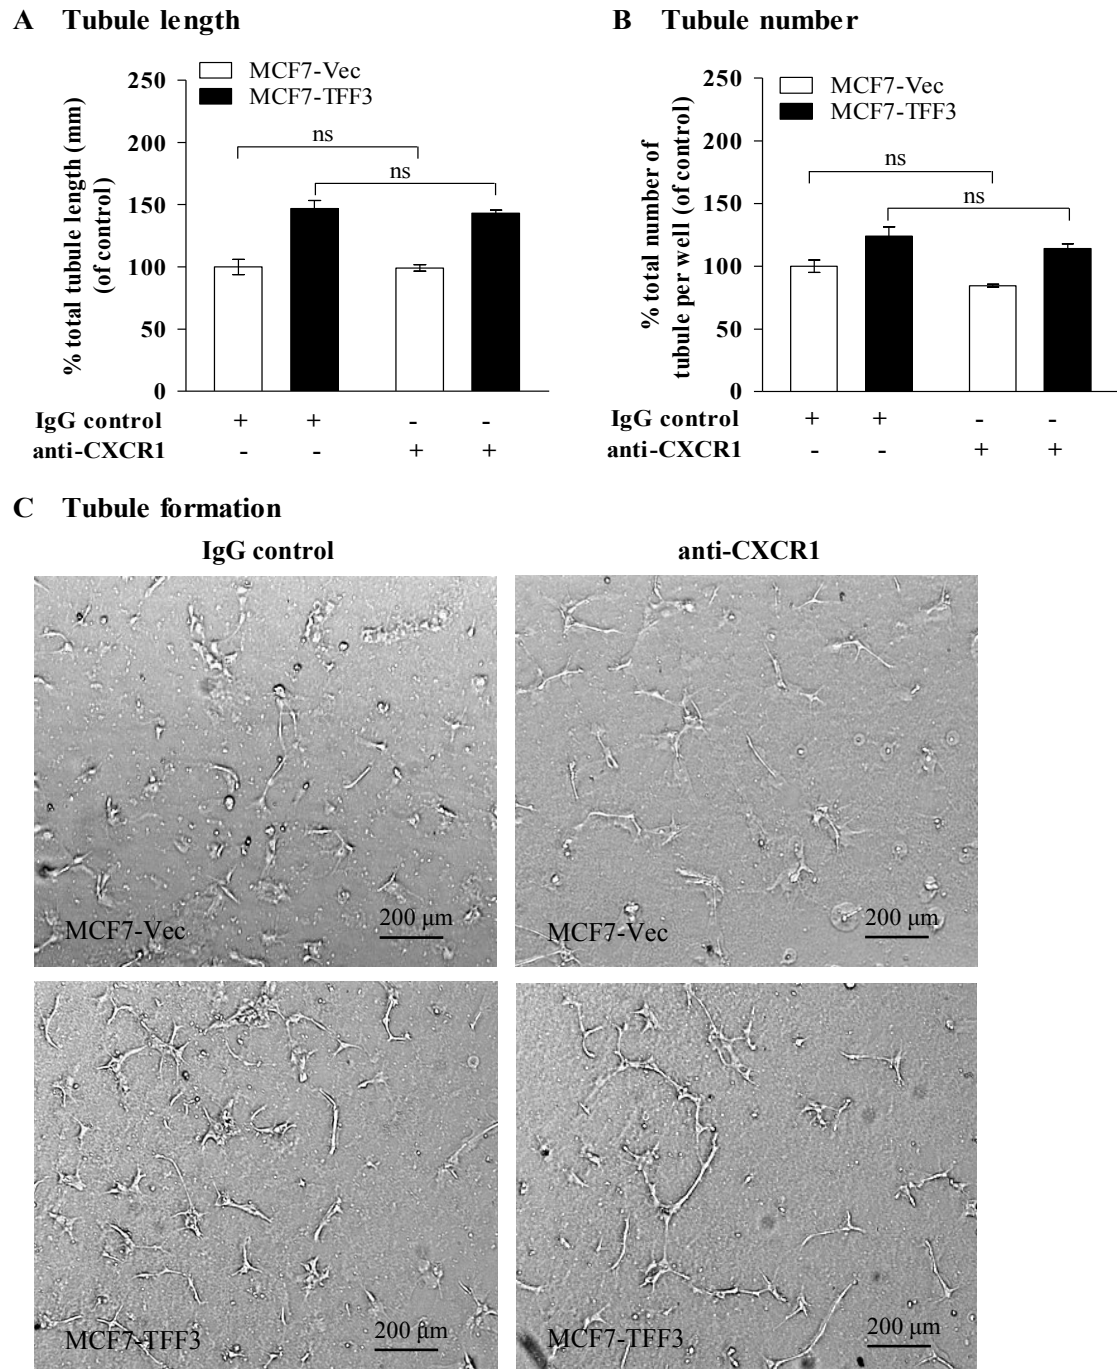 A Tubule length
MCF7-Vec
MCF7-TFF3
% total tubule length (mm)
(of control)
250
200
150
100
50
0
ns
ns
IgG control + + - -
anti-CXCR1 - - + +
B Tubule number
MCF7-Vec
MCF7-TFF3
% total number of
tubule per well (of control)
250
200
150
100
50
0
ns
ns
IgG control + + - -
anti-CXCR1 - - + +
C Tubule formation
IgG control
anti-CXCR1
MCF7-Vec
200 μm
MCF7-Vec
200 μm
MCF7-TFF3
200 μm
MCF7-TFF3
200 μm